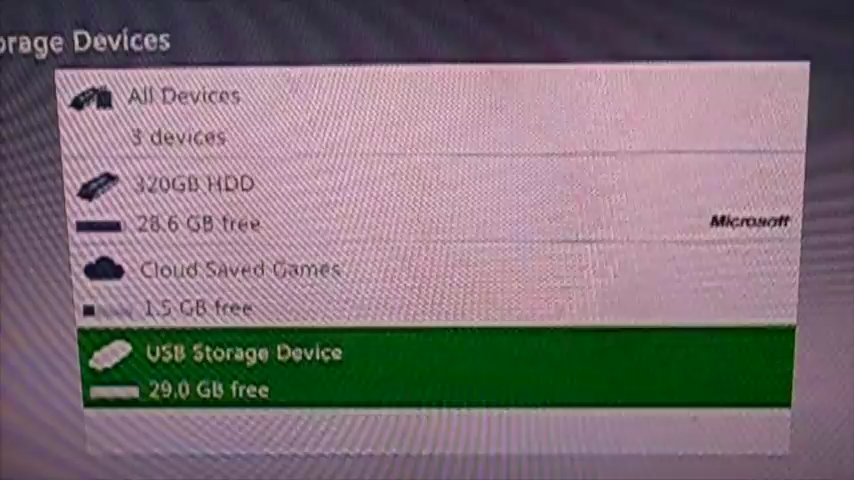 orage Devices
All Devices
3 devices
320GB HDD
28.6 GB free
Microsoft
Cloud Saved Games
1.5 GB free
USB Storage Device
29.0 GB free